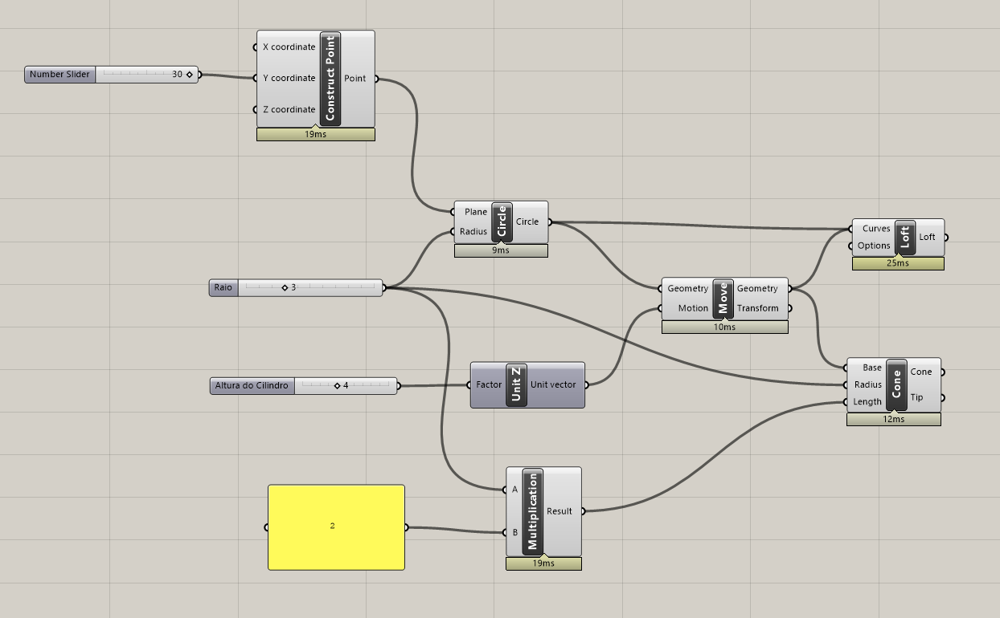 X coordinate
Number Slider 30
Y coordinate
Construct Point
Point
Z coordinate
19ms
Plane
Radius
Circle
Circle
9ms
Curves
Options
Loft
Loft
25ms
Raio 3
Geometry
Motion
Move
Geometry
Transform
10ms
Altura do Cilindro 4
Factor
Unit Z
Unit vector
Base
Radius
Length
Cone
Cone
Tip
12ms
2
A
B
Multiplication
Result
19ms